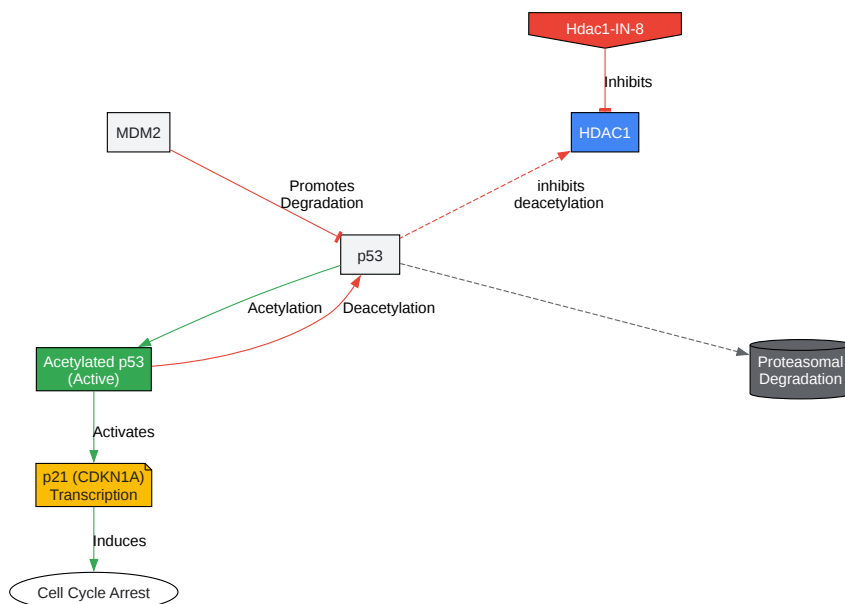 Hdac1-IN-8
Inhibits
MDM2
HDAC1
Promotes
Degradation
inhibits
deacetylation
p53
Acetylation
Deacetylation
Acetylated p53
(Active)
Proteasomal
Degradation
Activates
p21 (CDKN1A)
Transcription
Induces
Cell Cycle Arrest